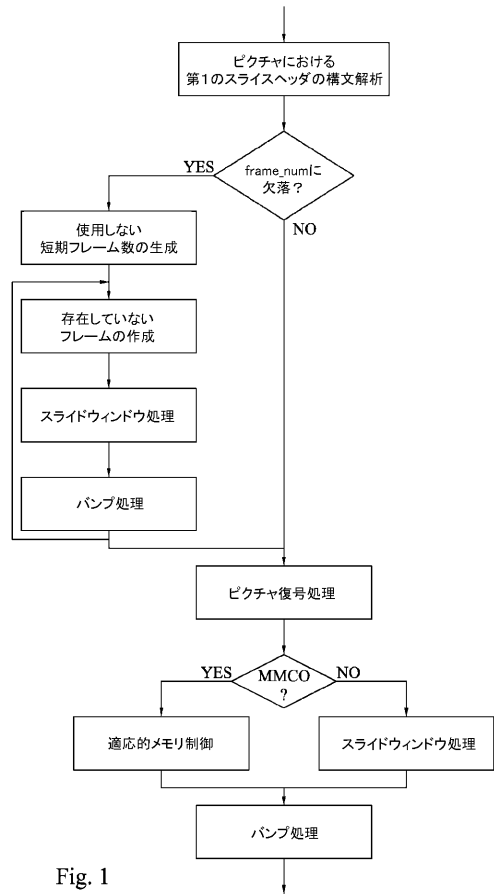 ピクチャにおける
第1のスライスヘッダの構文解析
YES
frame_numに
欠落？
NO
使用しない
短期フレーム数の生成
存在していない
フレームの作成
スライドウィンドウ処理
バンプ処理
ピクチャ復号処理
YES
MMCO
?
NO
適応的メモリ制御
スライドウィンドウ処理
バンプ処理
Fig. 1